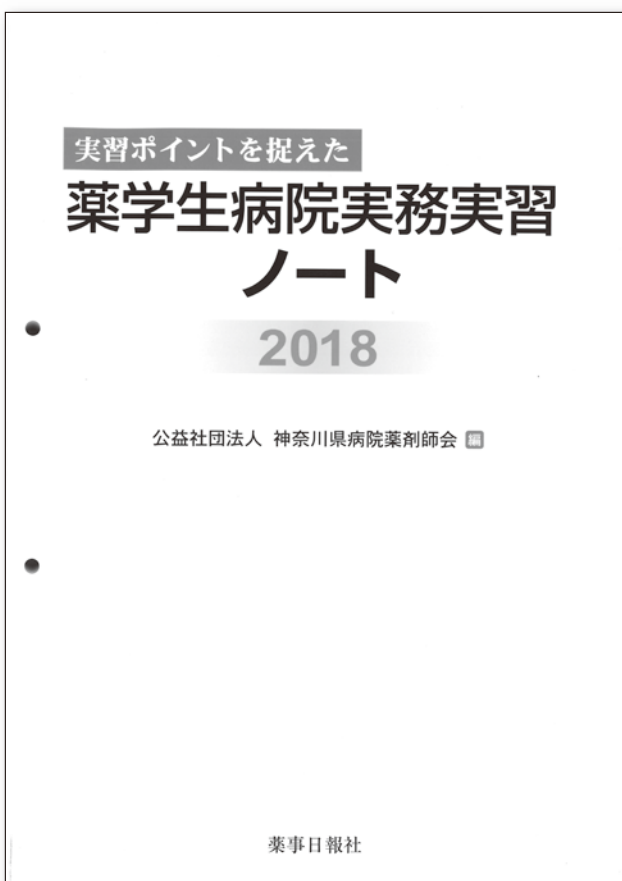 実習ポイントを捉えた
薬学生病院実務実習
ノート
2018
公益社団法人 神奈川県病院薬剤師会 編
薬事日報社